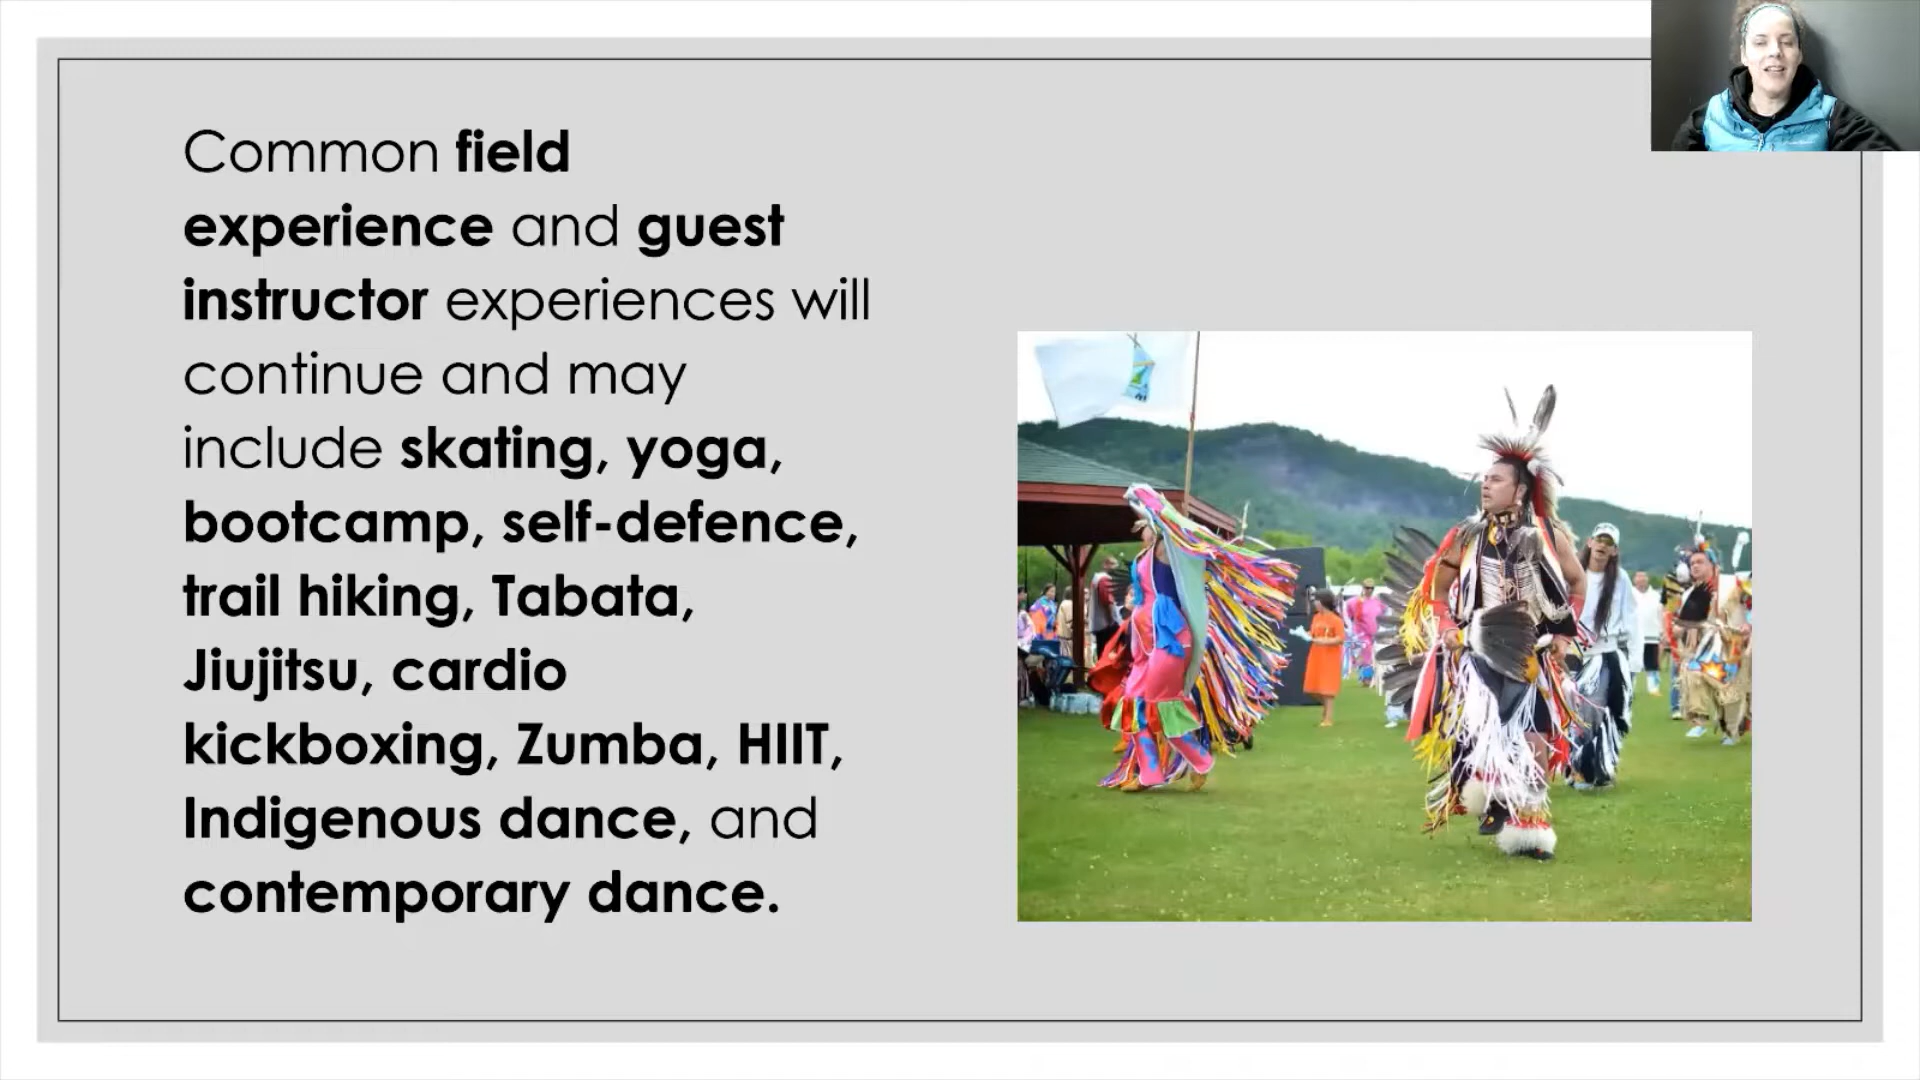 Common field
experience and guest
instructor experiences will
continue and may
include skating, yoga,
bootcamp, self-defence,
trail hiking, Tabata,
Jiujitsu, cardio
kickboxing, Zumba, HIIT,
Indigenous dance, and
contemporary dance.